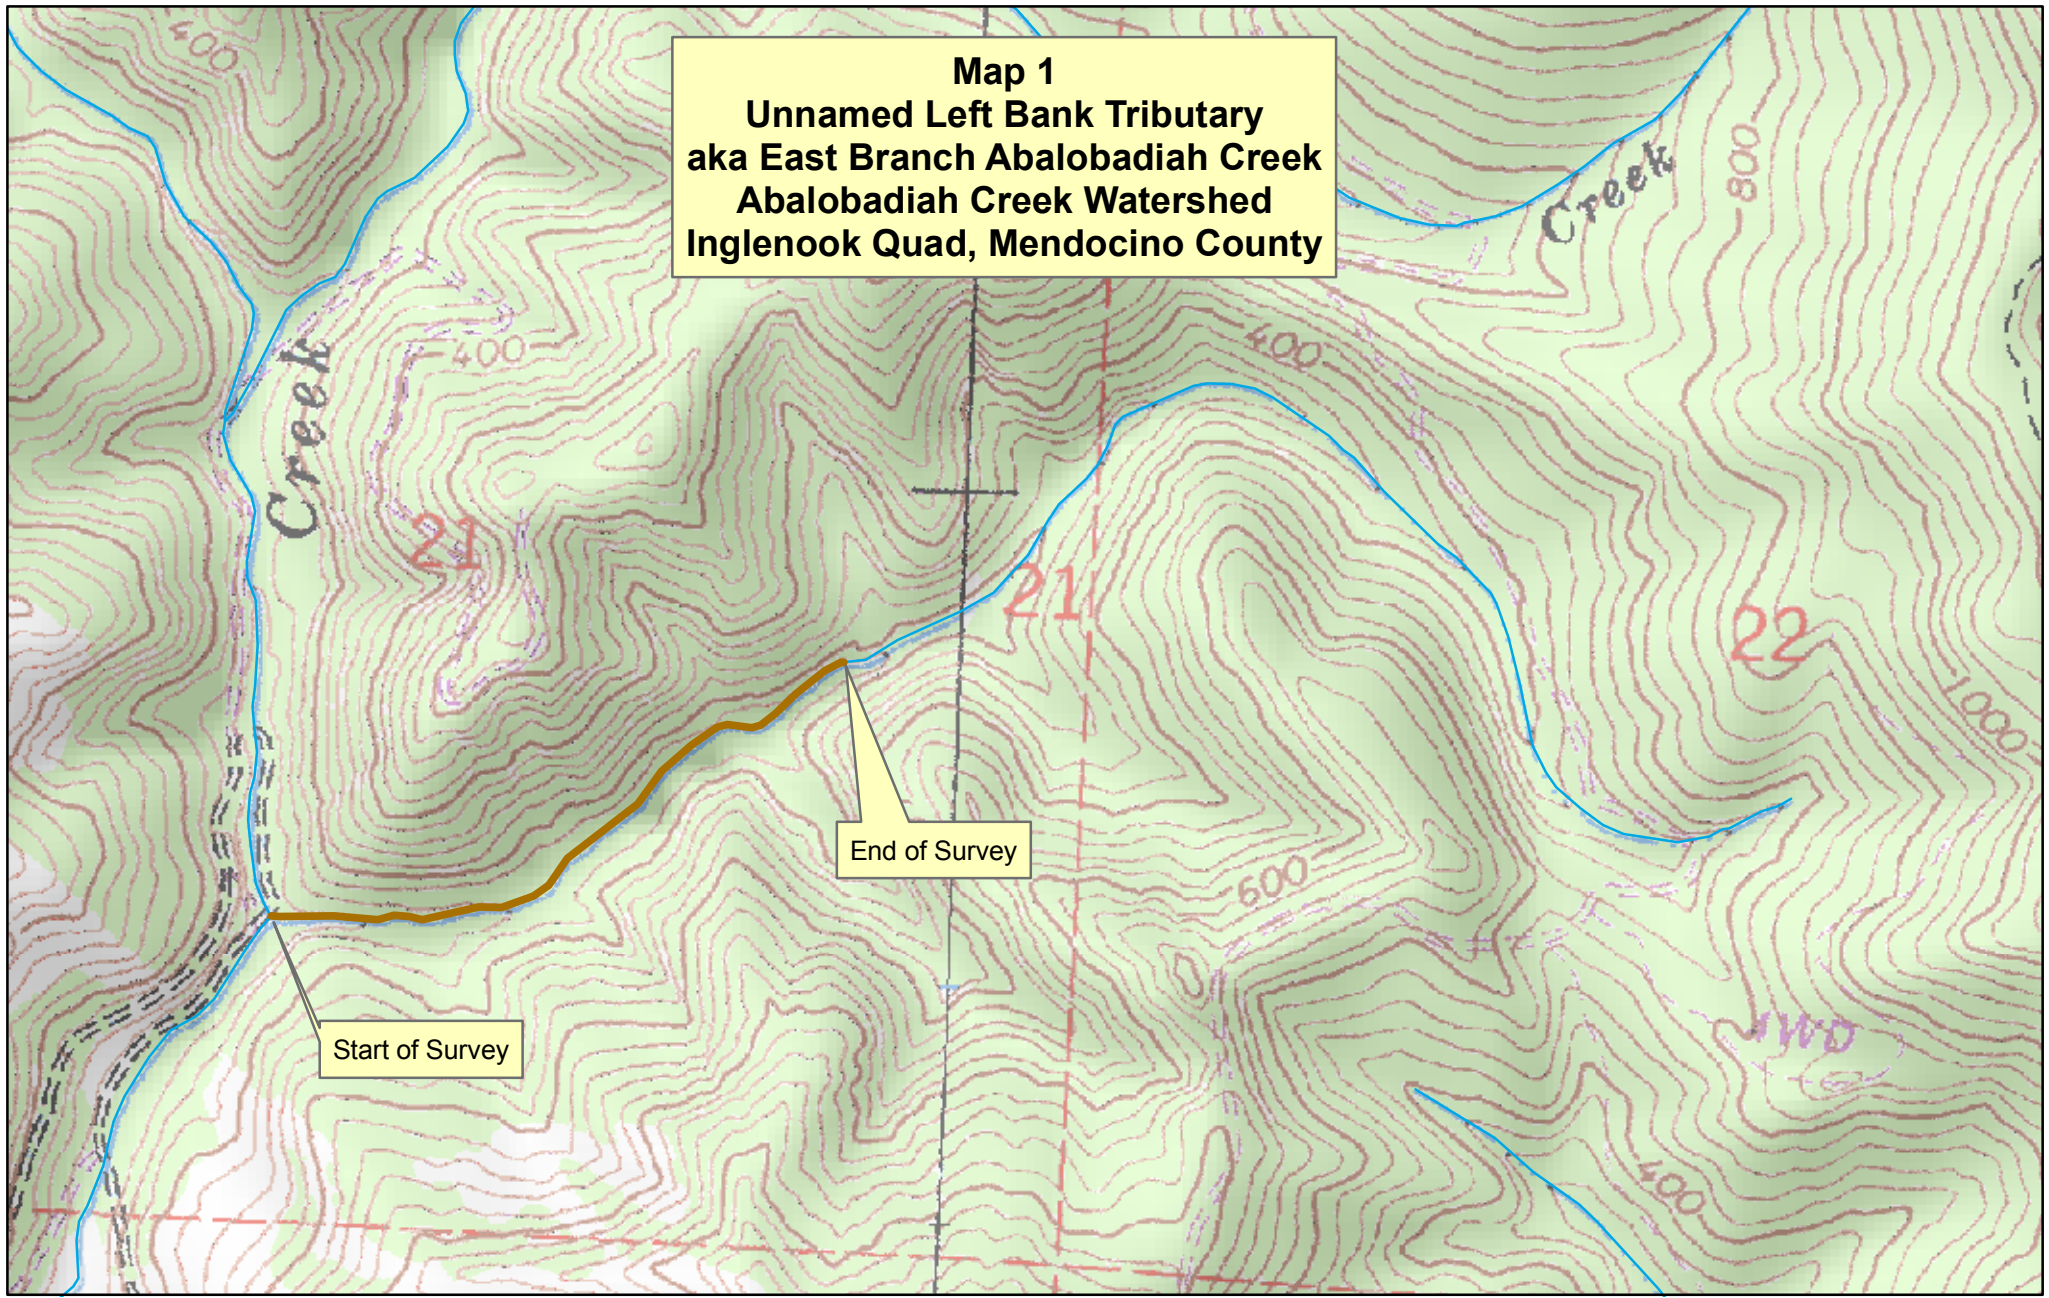 400
Map 1
Unnamed Left Bank Tributary
aka East Branch Abalobadiah Creek
Abalobadiah Creek Watershed
Inglenook Quad, Mendocino County
800
Creek
400
400
Creek
21
21
22
1000
End of Survey
600
Start of Survey
4WD
400